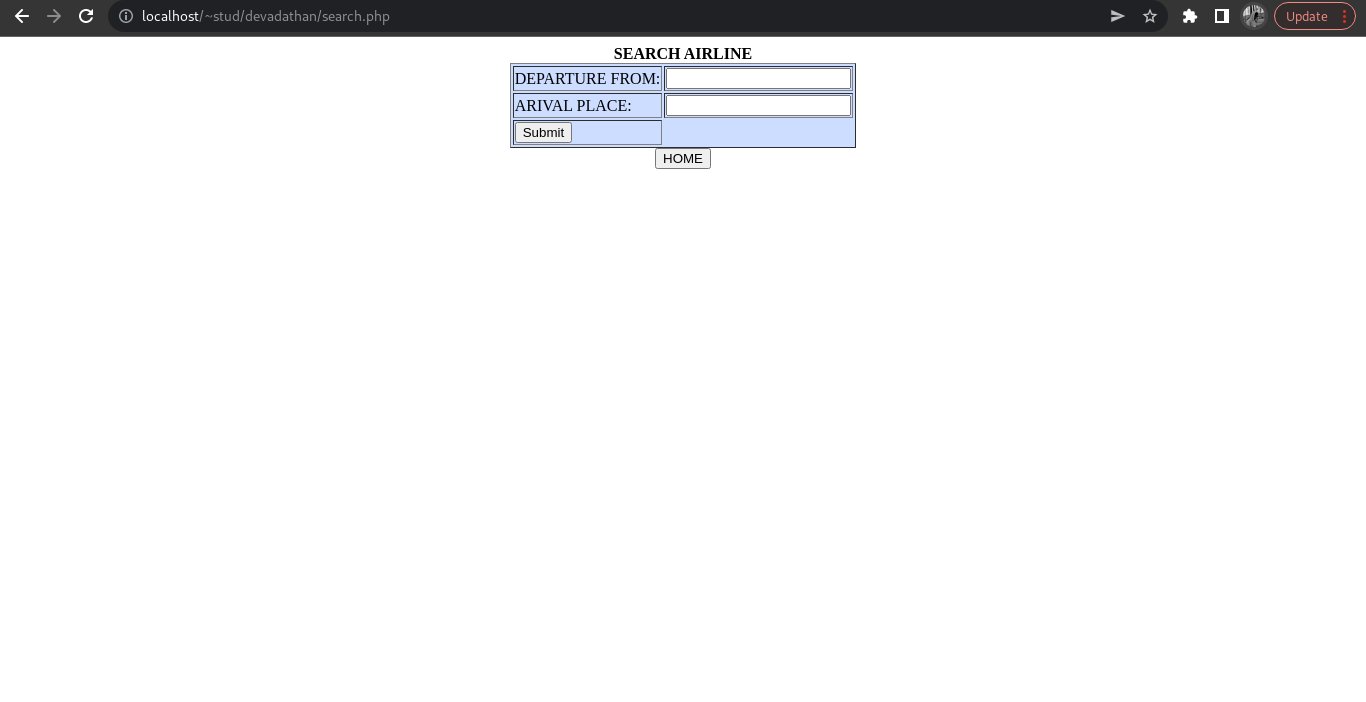 localhost/~stud/devadathan/search.php
Update
SEARCH AIRLINE
DEPARTURE FROM:
ARIVAL PLACE:
Submit
HOME